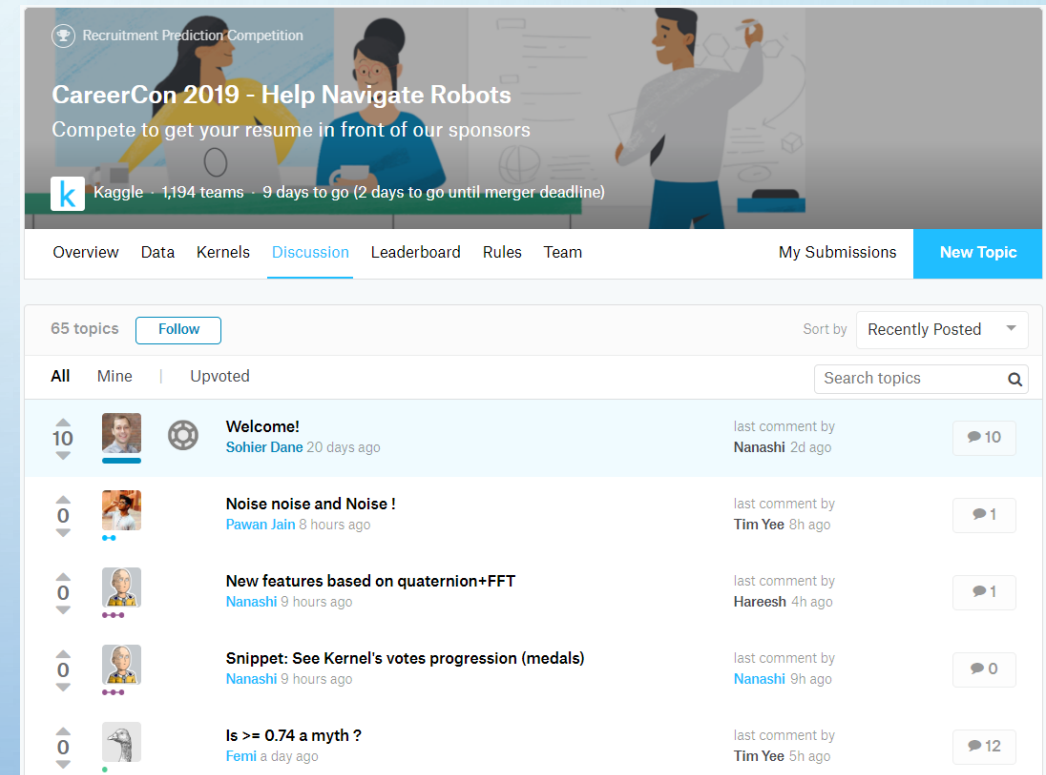 Recruitment Prediction Competition
CareerCon 2019 - Help Navigate Robots
Compete to get your resume in front of our sponsors
k Kaggle · 1,194 teams · 9 days to go (2 days to go until merger deadline)
Overview Data Kernels Discussion Leaderboard Rules Team My Submissions New Topic
65 topics Follow Sort by Recently Posted
All Mine | Upvoted Search topics
10 Welcome! last comment by 10
Sohier Dane 20 days ago Nanashi 2d ago
0 Noise noise and Noise ! last comment by 1
Pawan Jain 8 hours ago Tim Yee 8h ago
0 New features based on quaternion+FFT last comment by 1
Nanashi 9 hours ago Hareesh 4h ago
0 Snippet: See Kernel's votes progression (medals) last comment by 0
Nanashi 9 hours ago Nanashi 9h ago
0 Is >= 0.74 a myth ? last comment by 12
Femi a day ago Tim Yee 5h ago